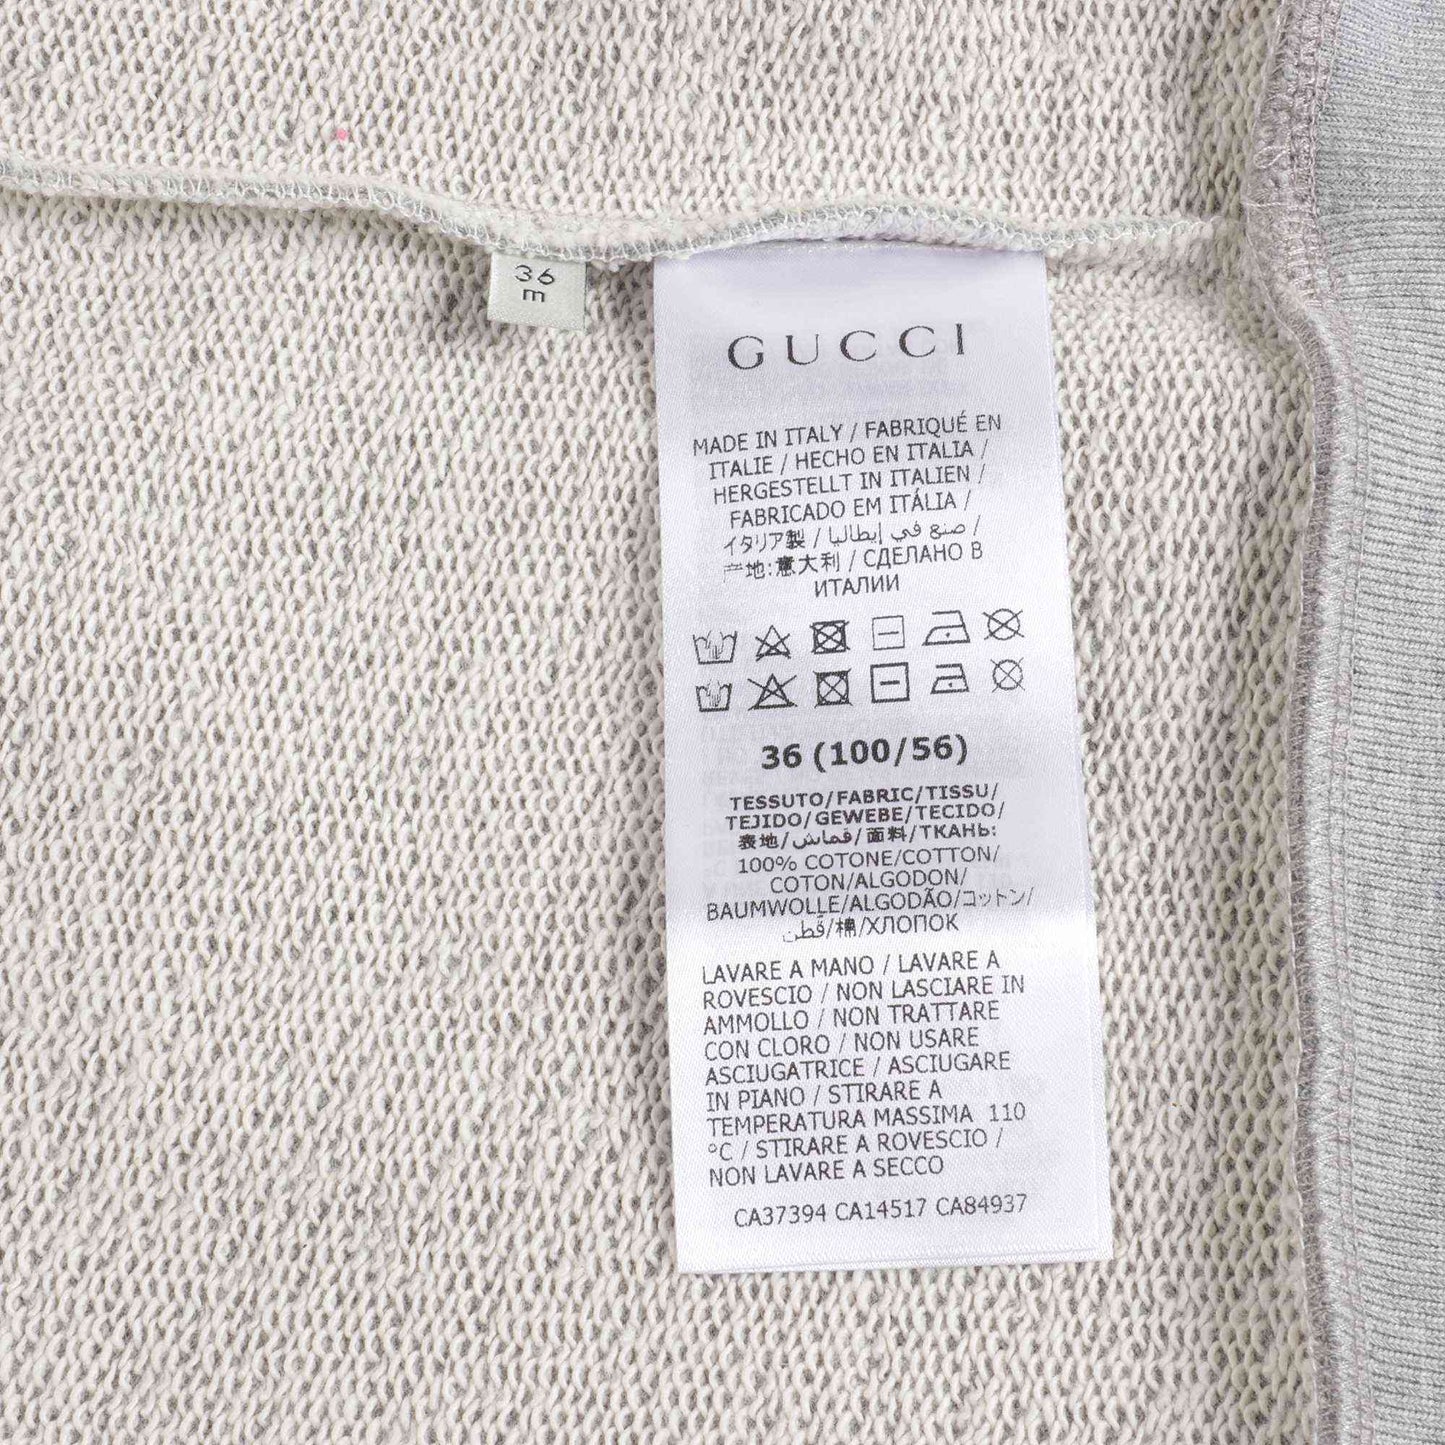 36
m
GUCCI
MADE IN ITALY / FABRIQUÉ EN
ITALIE / HECHO EN ITALIA /
HERGESTELLT IN ITALIEN /
FABRICADO EM ITÁLIA /
イタリア製 / صنع في إيطاليا /
产地:意大利 / СДЕЛАНО В
ИТАЛИИ
36 (100/56)
TESSUTO/FABRIC/TISSU/
TEJIDO/GEWEBE/TECIDO/
表地/قماش/面料/ТКАНЬ:
100% COTONE/COTTON/
COTON/ALGODON/
BAUMWOLLE/ALGODÃO/コットン/
قطن/棉/ХЛОПОК
LAVARE A MANO / LAVARE A
ROVESCIO / NON LASCIARE IN
AMMOLLO / NON TRATTARE
CON CLORO / NON USARE
ASCIUGATRICE / ASCIUGARE
IN PIANO / STIRARE A
TEMPERATURA MASSIMA 110
°C / STIRARE A ROVESCIO /
NON LAVARE A SECCO
CA37394 CA14517 CA84937